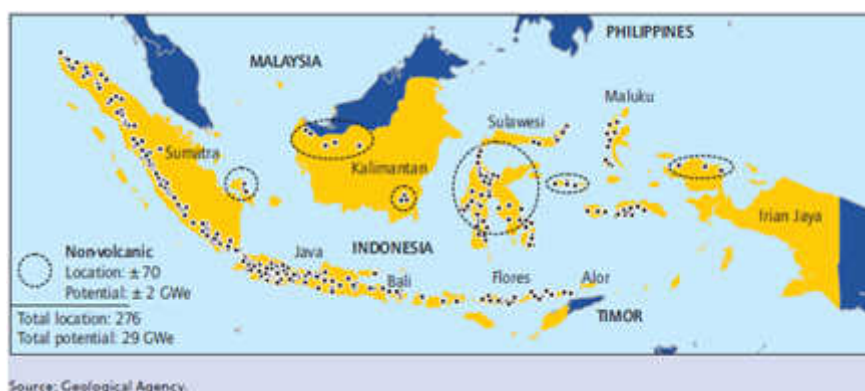 PHILIPPINES
MALAYSIA
Maluku
Sulawesi
Sumatra
Kalimantan
Irian Jaya
INDONESIA
Non-volcanic
Location: ±70
Potential: ±2 GWe
Java
Bali
Flores
Alor
TIMOR
Total location: 276
Total potential: 29 GWe
Source: Geological Agency.